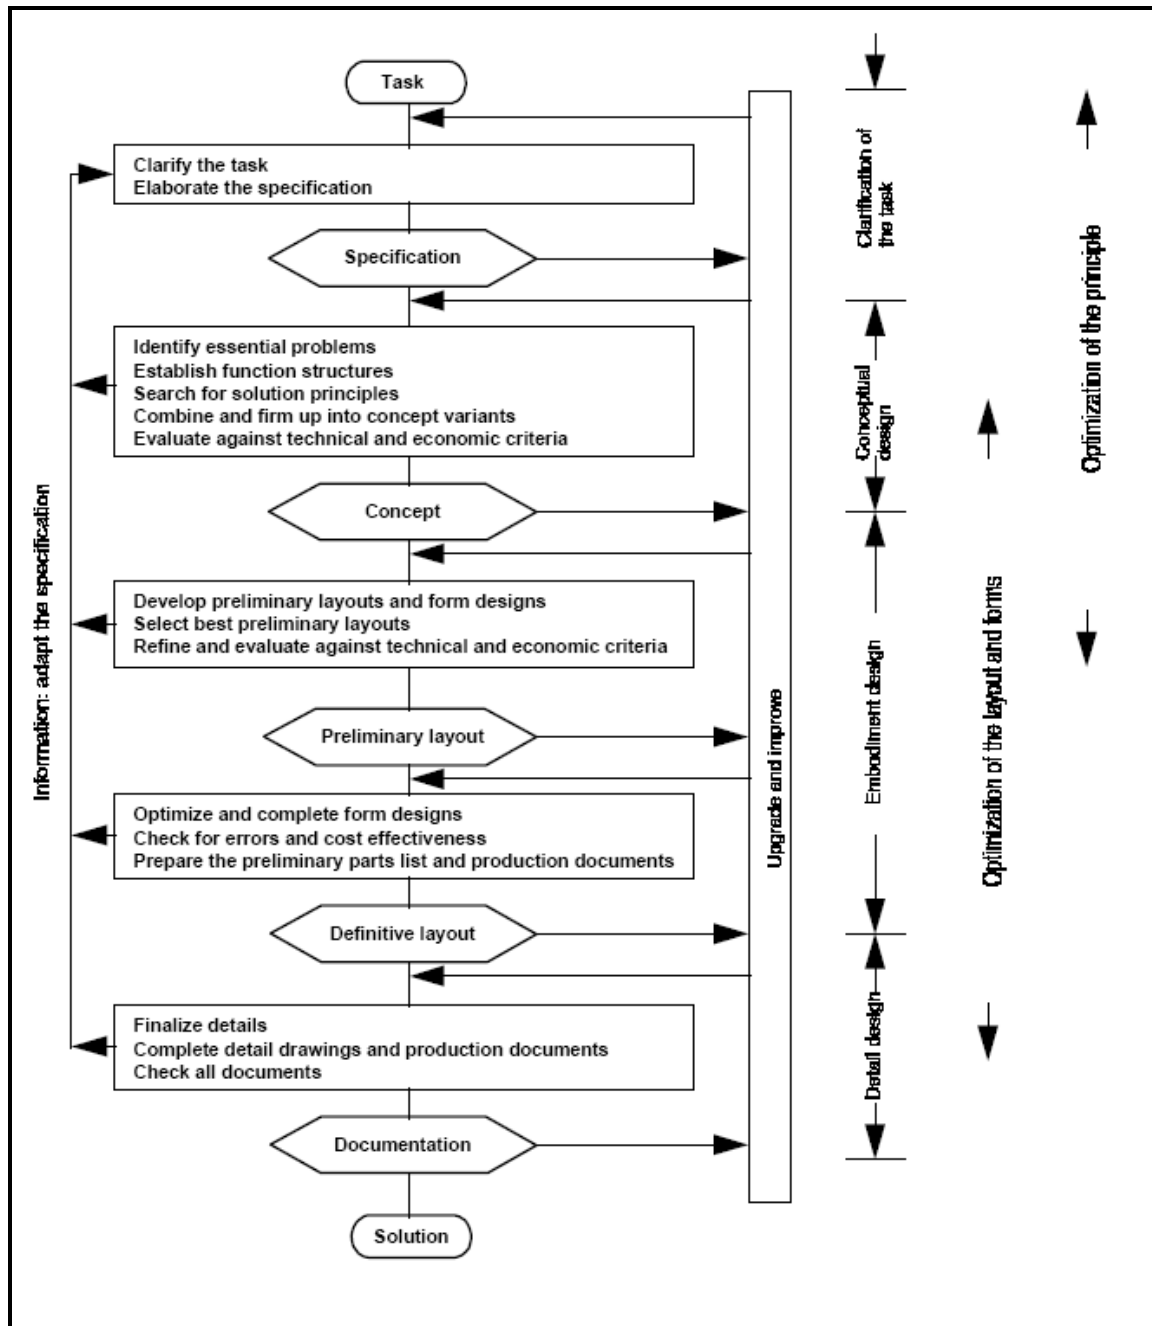 Task
Clarify the task
Elaborate the specification
Specification
Identify essential problems
Establish function structures
Search for solution principles
Combine and firm up into concept variants
Evaluate against technical and economic criteria
Concept
Develop preliminary layouts and form designs
Select best preliminary layouts
Refine and evaluate against technical and economic criteria
Preliminary layout
Optimize and complete form designs
Check for errors and cost effectiveness
Prepare the preliminary parts list and production documents
Definitive layout
Finalize details
Complete detail drawings and production documents
Check all documents
Documentation
Solution
Information: adapt the specification
Upgrade and improve
Clarification of
the task
Conceptual
design
Embodiment design
Detail design
Optimization of the layout and forms
Optimization of the principle